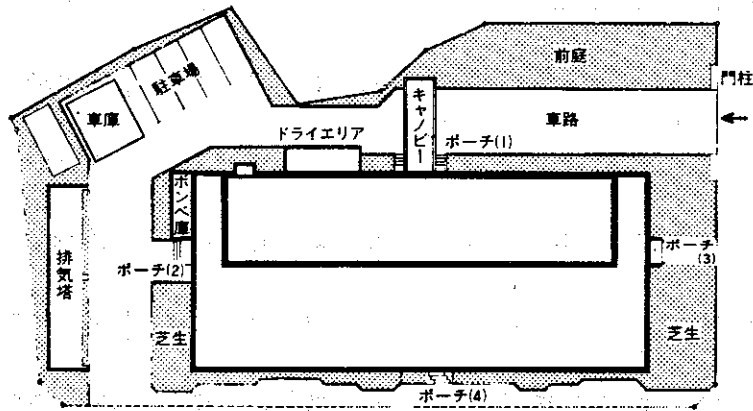 前庭
門柱
駐車場
車庫
キャノピー
車路
ドライエリア
ポーチ(1)
ボンベ庫
排気塔
ポーチ(2)
ポーチ
(3)
芝生
芝生
ポーチ(4)